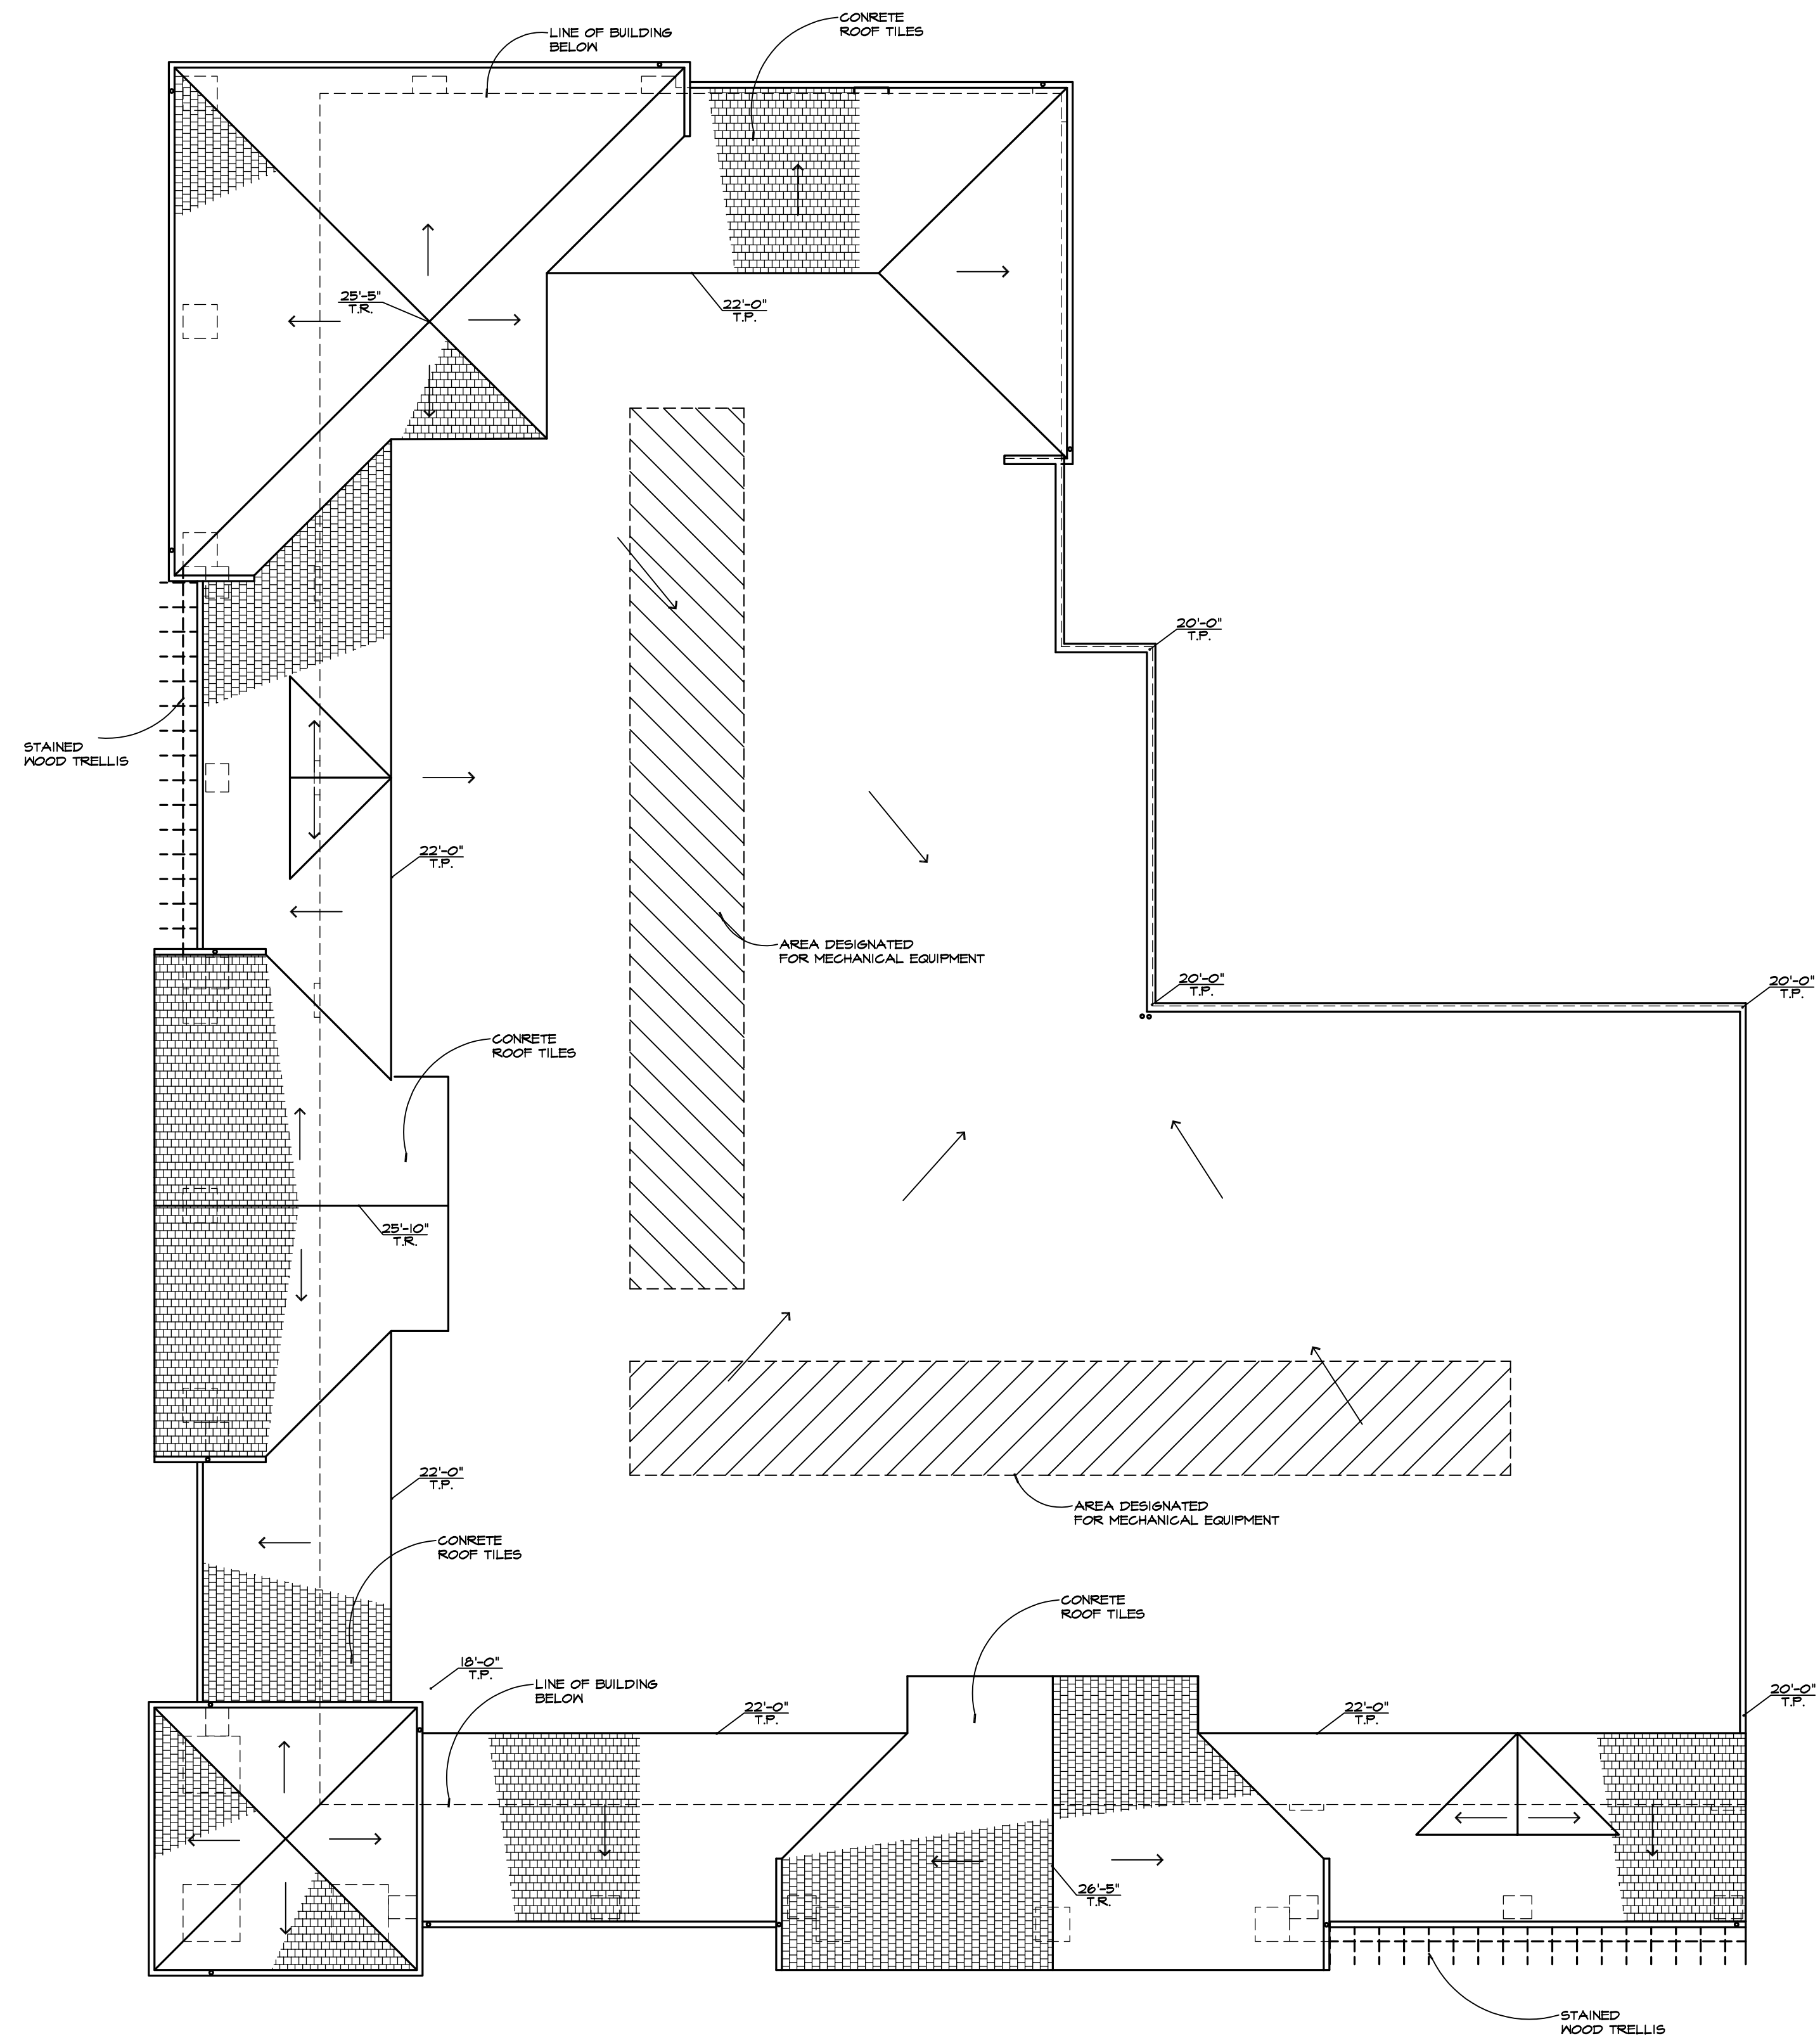 CONRETE
ROOF TILES
LINE OF BUILDING
BELOW
25'-5"
T.R.
22'-0"
T.P.
20'-0"
T.P.
STAINED
WOOD TRELLIS
22'-0"
T.P.
AREA DESIGNATED
FOR MECHANICAL EQUIPMENT
20'-0"
T.P.
20'-0"
T.P.
CONRETE
ROOF TILES
25'-10"
T.R.
22'-0"
T.P.
AREA DESIGNATED
FOR MECHANICAL EQUIPMENT
CONRETE
ROOF TILES
CONRETE
ROOF TILES
18'-0"
T.P.
LINE OF BUILDING
BELOW
22'-0"
T.P.
22'-0"
T.P.
20'-0"
T.P.
26'-5"
T.R.
STAINED
WOOD TRELLIS